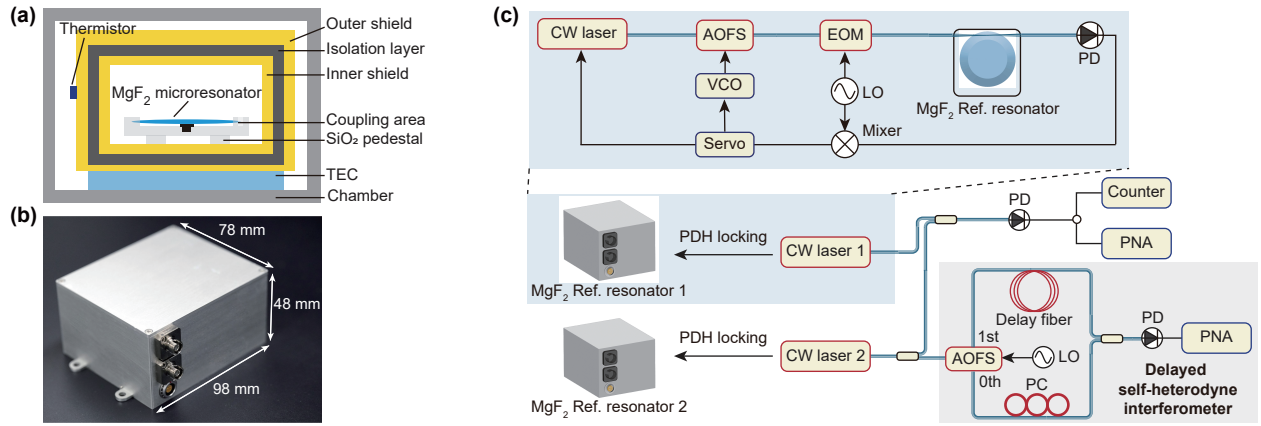 (a)
Thermistor
Outer shield
Isolation layer
Inner shield
MgF₂ microresonator
Coupling area
SiO₂ pedestal
TEC
Chamber
(b)
78 mm
48 mm
98 mm
(c)
CW laser
AOFS
EOM
PD
VCO
LO
MgF₂ Ref. resonator
Mixer
Servo
PDH locking
CW laser 1
MgF₂ Ref. resonator 1
PD
Counter
PNA
PDH locking
CW laser 2
MgF₂ Ref. resonator 2
Delay fiber
1st
AOFS
LO
0th
PC
PD
PNA
Delayed
self-heterodyne
interferometer